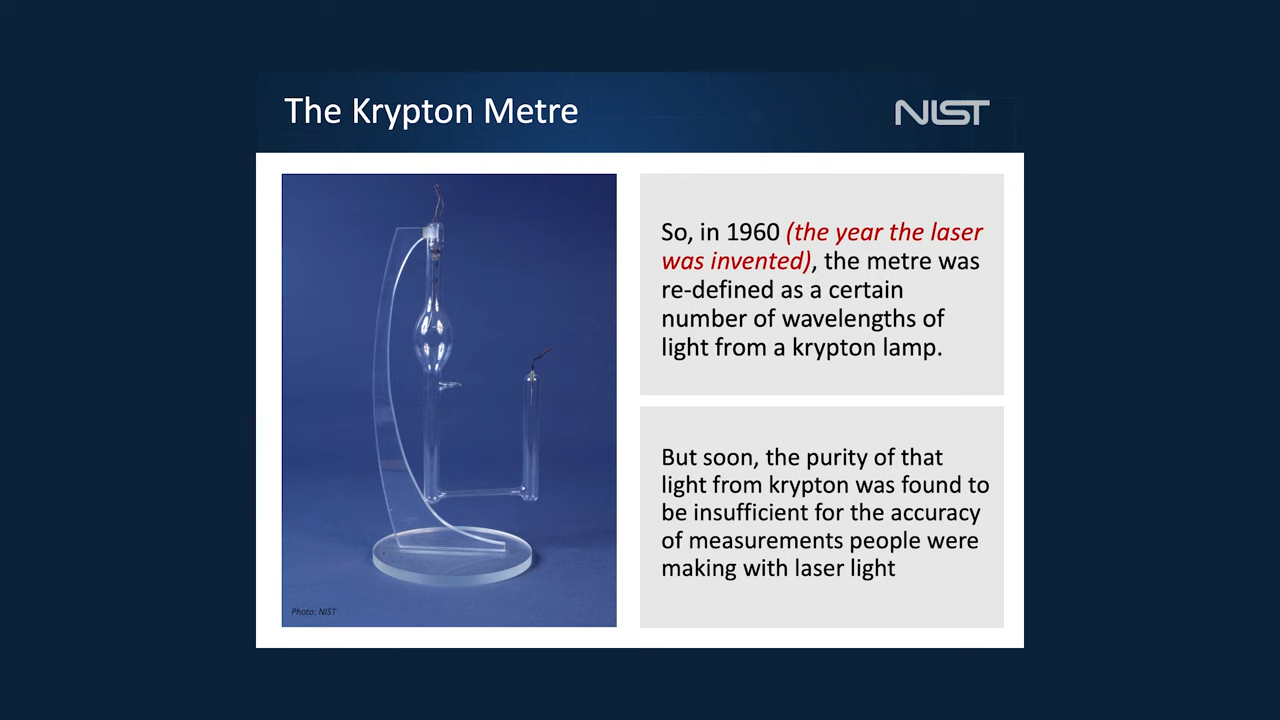 The Krypton Metre
NIST
So, in 1960 (the year the laser
was invented), the metre was
re-defined as a certain
number of wavelengths of
light from a krypton lamp.
But soon, the purity of that
light from krypton was found to
be insufficient for the accuracy
of measurements people were
making with laser light
Photo: NIST